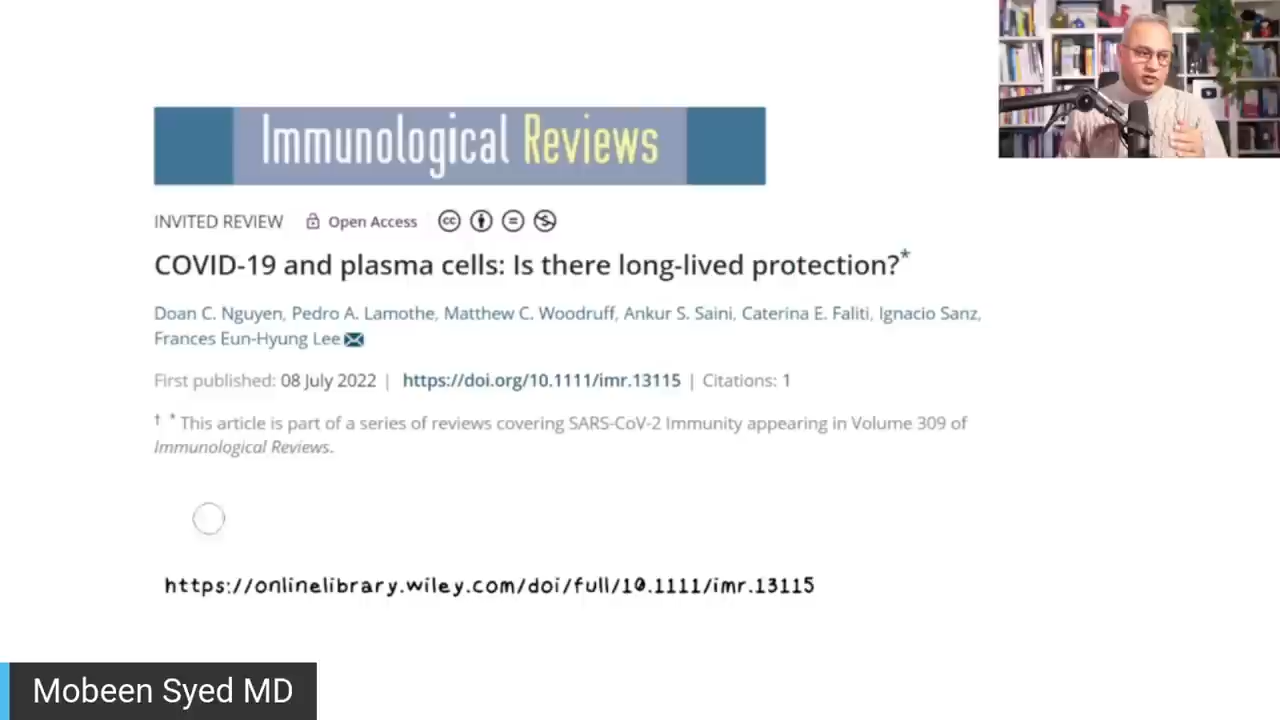 Immunological Reviews
INVITED REVIEW Open Access
COVID-19 and plasma cells: Is there long-lived protection?*
Doan C. Nguyen, Pedro A. Lamothe, Matthew C. Woodruff, Ankur S. Saini, Caterina E. Faliti, Ignacio Sanz,
Frances Eun-Hyung Lee
First published: 08 July 2022 | https://doi.org/10.1111/imr.13115 | Citations: 1
† * This article is part of a series of reviews covering SARS-CoV-2 Immunity appearing in Volume 309 of
Immunological Reviews.
https://onlinelibrary.wiley.com/doi/full/10.1111/imr.13115
Mobeen Syed MD